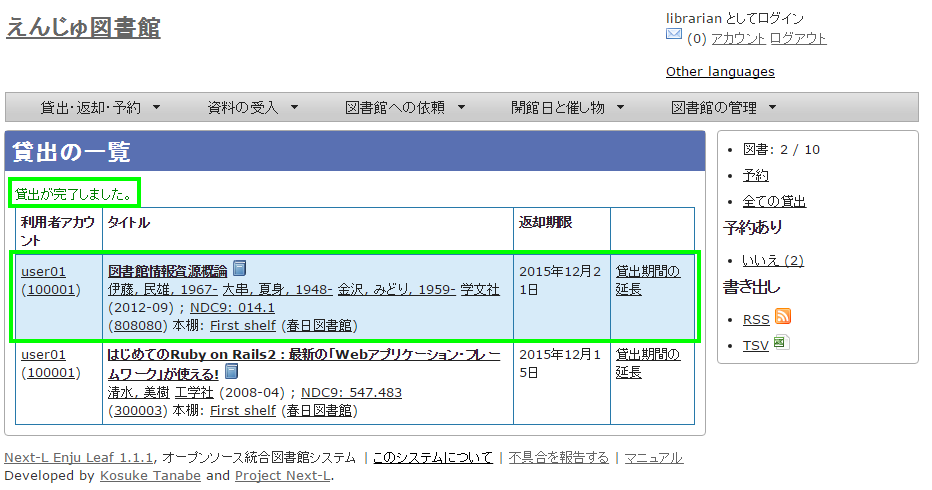 えんじゅ図書館
librarian としてログイン
(0) アカウント ログアウト
Other languages
貸出・返却・予約 ▼ 資料の受入 ▼ 図書館への依頼 ▼ 開館日と催し物 ▼ 図書館の管理 ▼
貸出の一覧
貸出が完了しました。
利用者アカウント タイトル 返却期限
user01
(100001)
図書館情報資源概論
伊藤, 民雄, 1967- 大串, 夏身, 1948- 金沢, みどり, 1959- 学文社
(2012-09) ; NDC9: 014.1
(808080) 本棚: First shelf (春日図書館)
2015年12月21日
貸出期間の
延長
user01
(100001)
はじめてのRuby on Rails2 : 最新の「Webアプリケーション・フレー
ムワーク」が使える!
清水, 美樹 工学社 (2008-04) ; NDC9: 547.483
(300003) 本棚: First shelf (春日図書館)
2015年12月15日
貸出期間の
延長
• 図書: 2 / 10
• 予約
• 全ての貸出
予約あり
• いいえ (2)
書き出し
• RSS
• TSV
Next-L Enju Leaf 1.1.1, オープンソース統合図書館システム | このシステムについて | 不具合を報告する | マニュアル
Developed by Kosuke Tanabe and Project Next-L.